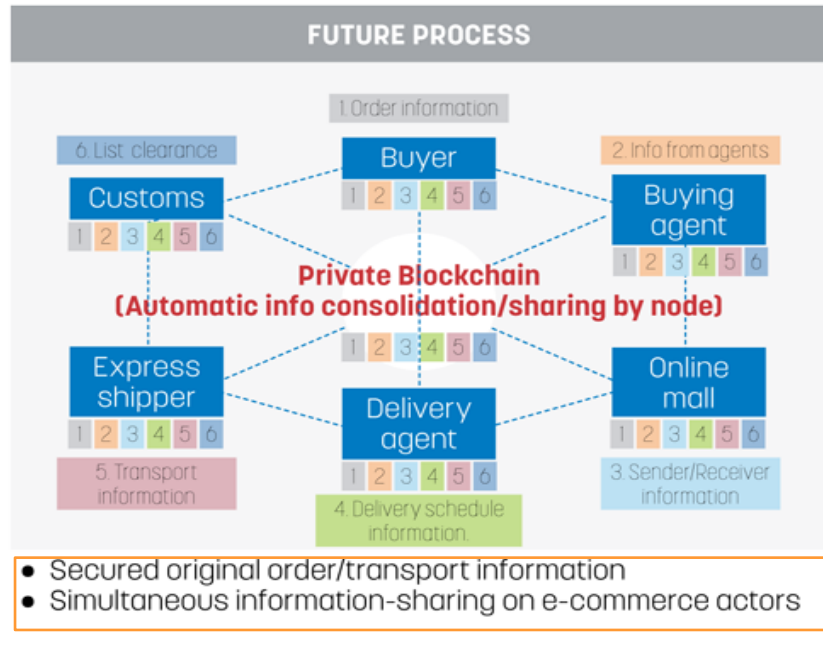 FUTURE PROCESS
1. Order information
6. List clearance
Buyer
2. Info from agents
Customs
1 2 3 4 5 6
Buying
agent
1 2 3 4 5 6
1 2 3 4 5 6
Private Blockchain
(Automatic info consolidation/sharing by node)
1 2 3 4 5 6
Express
shipper
Online
mall
Delivery
agent
1 2 3 4 5 6
1 2 3 4 5 6
5. Transport
information
3. Sender/Receiver
information
1 2 3 4 5 6
4. Delivery schedule
information.
● Secured original order/transport information
● Simultaneous information-sharing on e-commerce actors